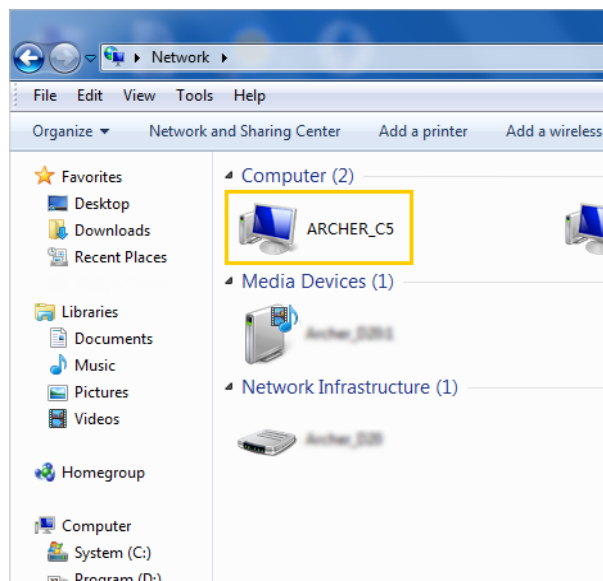 Network
File Edit View Tools Help
Organize Network and Sharing Center Add a printer Add a wireless
Favorites
Desktop
Downloads
Recent Places
Libraries
Documents
Music
Pictures
Videos
Homegroup
Computer
System (C:)
Program (D:)
Computer (2)
ARCHER_C5
Media Devices (1)
Network Infrastructure (1)